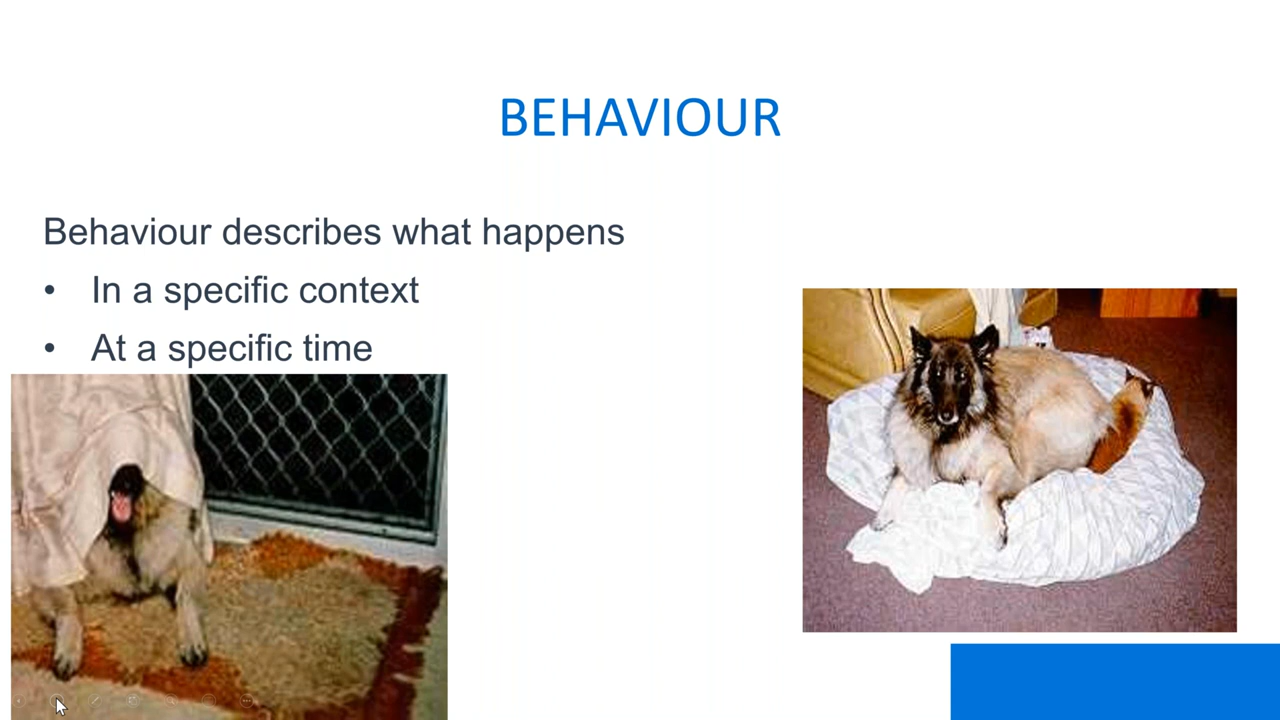 BEHAVIOUR
Behaviour describes what happens
• In a specific context
• At a specific time